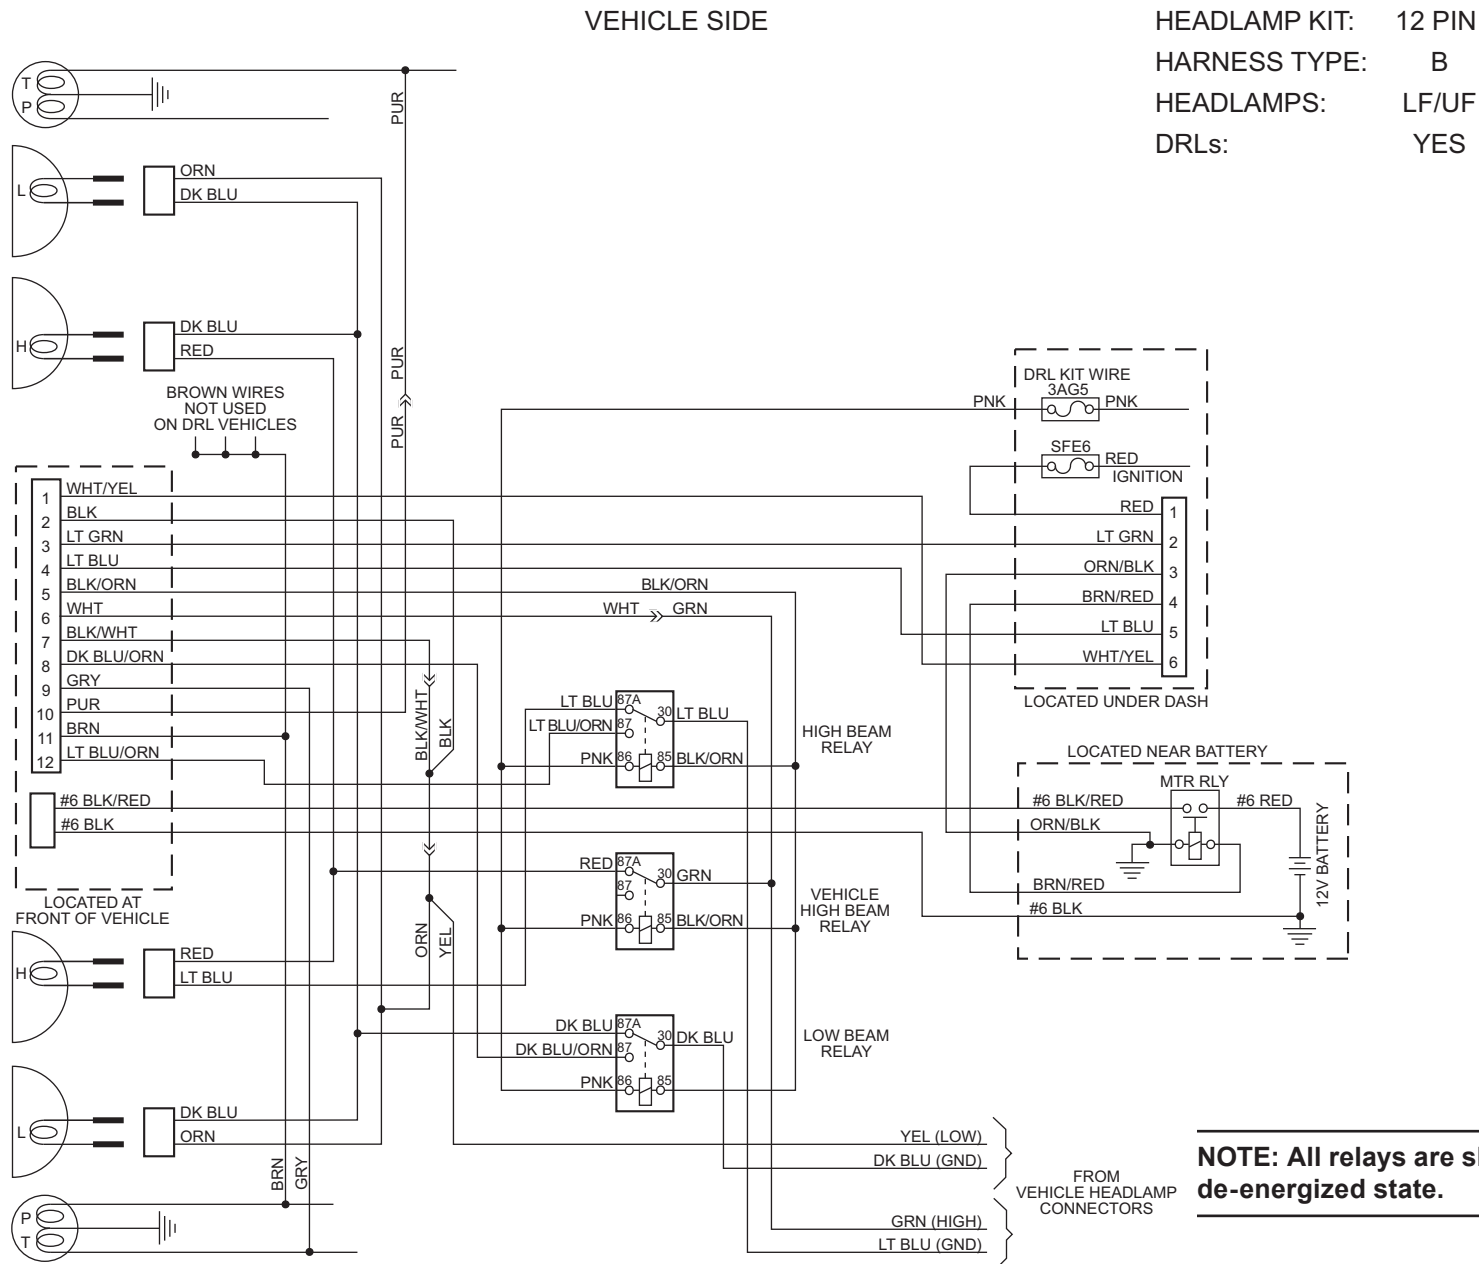 VEHICLE SIDE
HEADLAMP KIT: 12 PIN
HARNESS TYPE: B
HEADLAMPS: LF/UF
DRLs: YES
T
P
PUR
L
ORN
DK BLU
H
DK BLU
RED
PUR
PUR
BROWN WIRES
NOT USED
ON DRL VEHICLES
1 WHT/YEL
2 BLK
3 LT GRN
4 LT BLU
5 BLK/ORN
6 WHT
7 BLK/WHT
8 DK BLU/ORN
9 GRY
10 PUR
11 BRN
12 LT BLU/ORN
#6 BLK/RED
#6 BLK
LOCATED AT
FRONT OF VEHICLE
BLK/ORN
WHT GRN
BLK/WHT
BLK
ORN
YEL
DRL KIT WIRE
3AG5
PNK PNK
SFE6
RED
IGNITION
RED 1
LT GRN 2
ORN/BLK 3
BRN/RED 4
LT BLU 5
WHT/YEL 6
LOCATED UNDER DASH
LT BLU 87A 30 LT BLU
LT BLU/ORN 87
PNK 86 85 BLK/ORN
HIGH BEAM
RELAY
LOCATED NEAR BATTERY
MTR RLY
#6 BLK/RED #6 RED
ORN/BLK
BRN/RED
#6 BLK
12V BATTERY
RED 87A 30 GRN
87
PNK 86 85 BLK/ORN
VEHICLE
HIGH BEAM
RELAY
H
RED
LT BLU
DK BLU 87A 30 DK BLU
DK BLU/ORN 87
PNK 86 85
LOW BEAM
RELAY
L
DK BLU
ORN
BRN
GRY
P
T
YEL (LOW)
DK BLU (GND)
GRN (HIGH)
LT BLU (GND)
FROM
VEHICLE HEADLAMP
CONNECTORS
NOTE: All relays are
de-energized state.